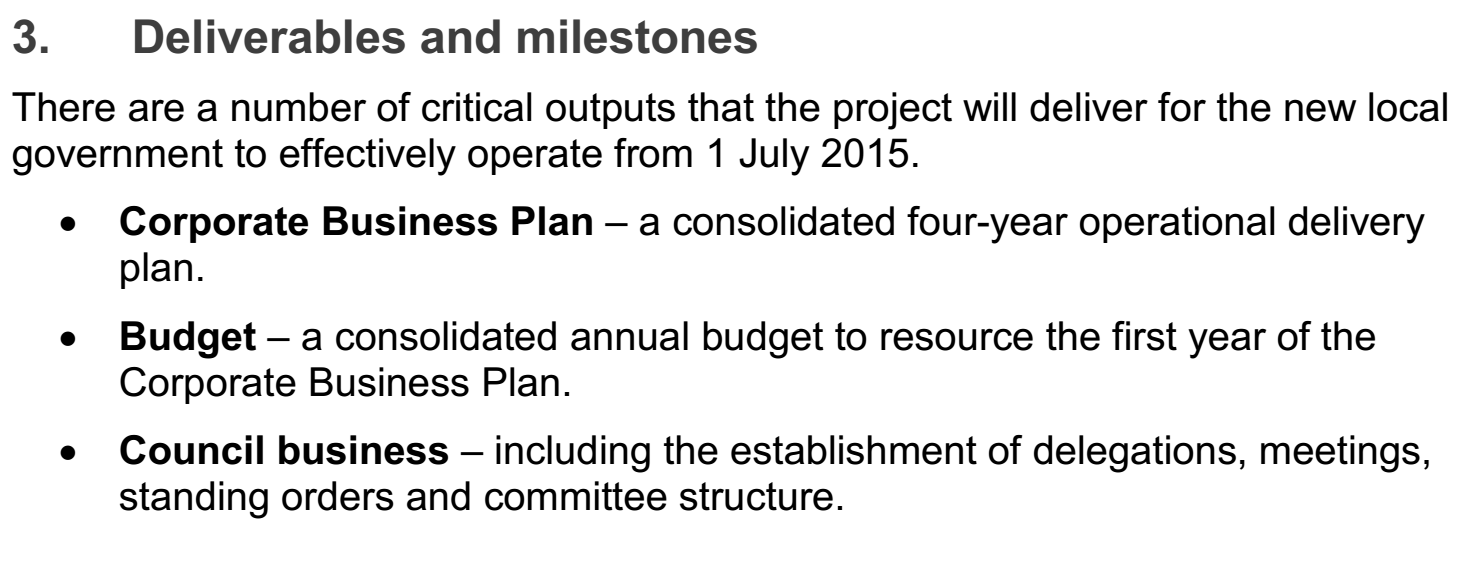 3. Deliverables and milestones
There are a number of critical outputs that the project will deliver for the new local
government to effectively operate from 1 July 2015.
• Corporate Business Plan – a consolidated four-year operational delivery
plan.
• Budget – a consolidated annual budget to resource the first year of the
Corporate Business Plan.
• Council business – including the establishment of delegations, meetings,
standing orders and committee structure.